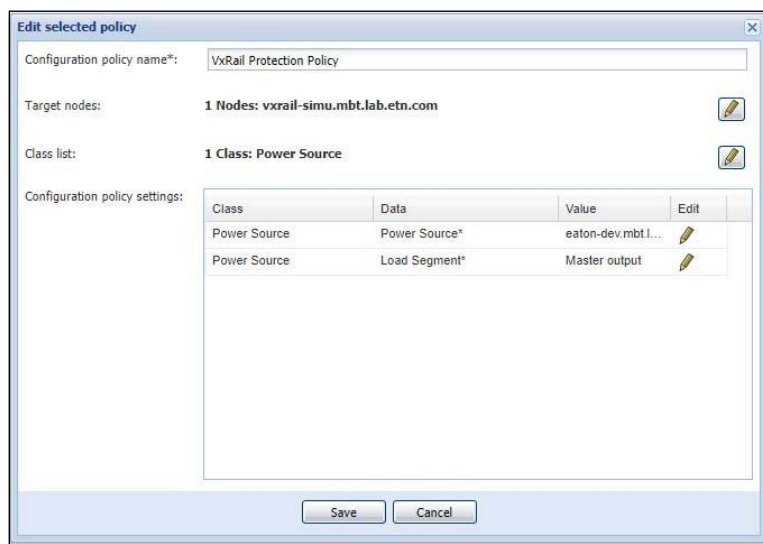 Edit selected policy
Configuration policy name*: VxRail Protection Policy
Target nodes: 1 Nodes: vxrail-simu.mbt.lab.etn.com
Class list: 1 Class: Power Source
Configuration policy settings:
Class Data Value Edit
Power Source Power Source* eaton-dev.mbt.l...
Power Source Load Segment* Master output
Save Cancel